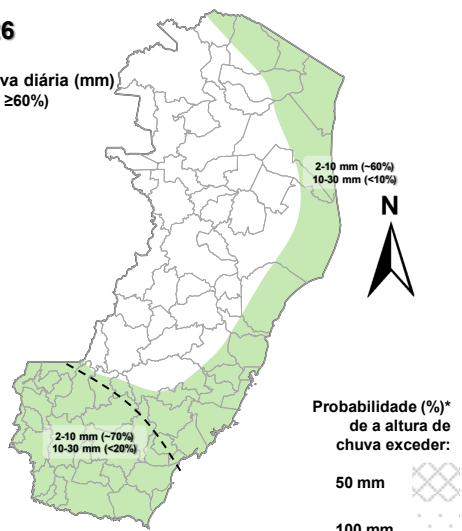 26
va diária (mm)
≥60%)
2-10 mm (~60%)
10-30 mm (<10%)
N
Probabilidade (%)*
de a altura de
chuva exceder:
2-10 mm (~70%)
10-30 mm (<20%)
50 mm
100 mm